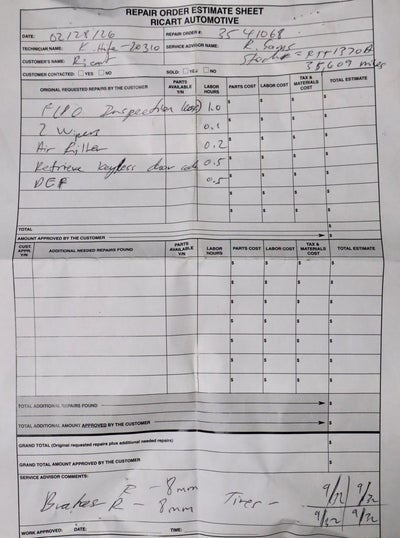 REPAIR ORDER ESTIMATE SHEET
RICART AUTOMOTIVE
DATE: 02/28/26 REPAIR ORDER #: 3541068
TECHNICIAN NAME: K. -20310 SERVICE ADVISOR NAME: R.
CUSTOMER'S NAME: Ricart Stock# = RTT1370A
CUSTOMER CONTACTED: YES NO SOLD: YES NO 35,609 miles
ORIGINAL REQUESTED REPAIRS BY THE CUSTOMER PARTS AVAILABLE Y/N LABOR HOURS PARTS COST LABOR COST TAX & MATERIALS COST TOTAL ESTIMATE
Inspection 1.0 $ $ $ $
2 Wipers 0.1 $ $ $ $
Air Filter 0.2 $ $ $ $
Retrieve keyless door code 0.5 $ $ $ $
DEF 0.5 $ $ $ $
$ $ $ $
TOTAL
AMOUNT APPROVED BY THE CUSTOMER $
CUST. APPR. Y/N ADDITIONAL NEEDED REPAIRS FOUND PARTS AVAILABLE Y/N LABOR HOURS PARTS COST LABOR COST TAX & MATERIALS COST TOTAL ESTIMATE
$ $ $ $
$ $ $ $
$ $ $ $
$ $ $ $
$ $ $ $
$ $ $ $
TOTAL ADDITIONAL REPAIRS FOUND $
TOTAL ADDITIONAL AMOUNT APPROVED BY THE CUSTOMER $
GRAND TOTAL (Original requested repairs plus additional needed repairs) $
GRAND TOTAL AMOUNT APPROVED BY THE CUSTOMER $
SERVICE ADVISOR COMMENTS:
F - 8mm 9/32 9/32
Brakes R - 8mm Tires - 9/32 9/32
WORK APPROVED: DATE: TIME: